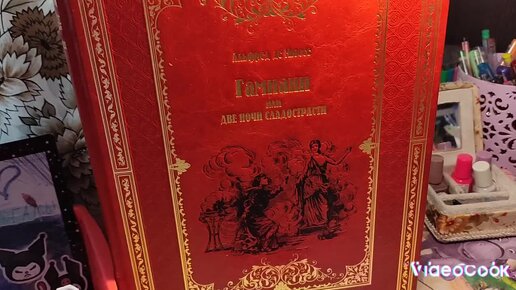 Альфред де Мюссе
Гамиани
или
ДВЕ НОЧИ СЛАДОСТРАСТИЯ
VIDEOCOOK